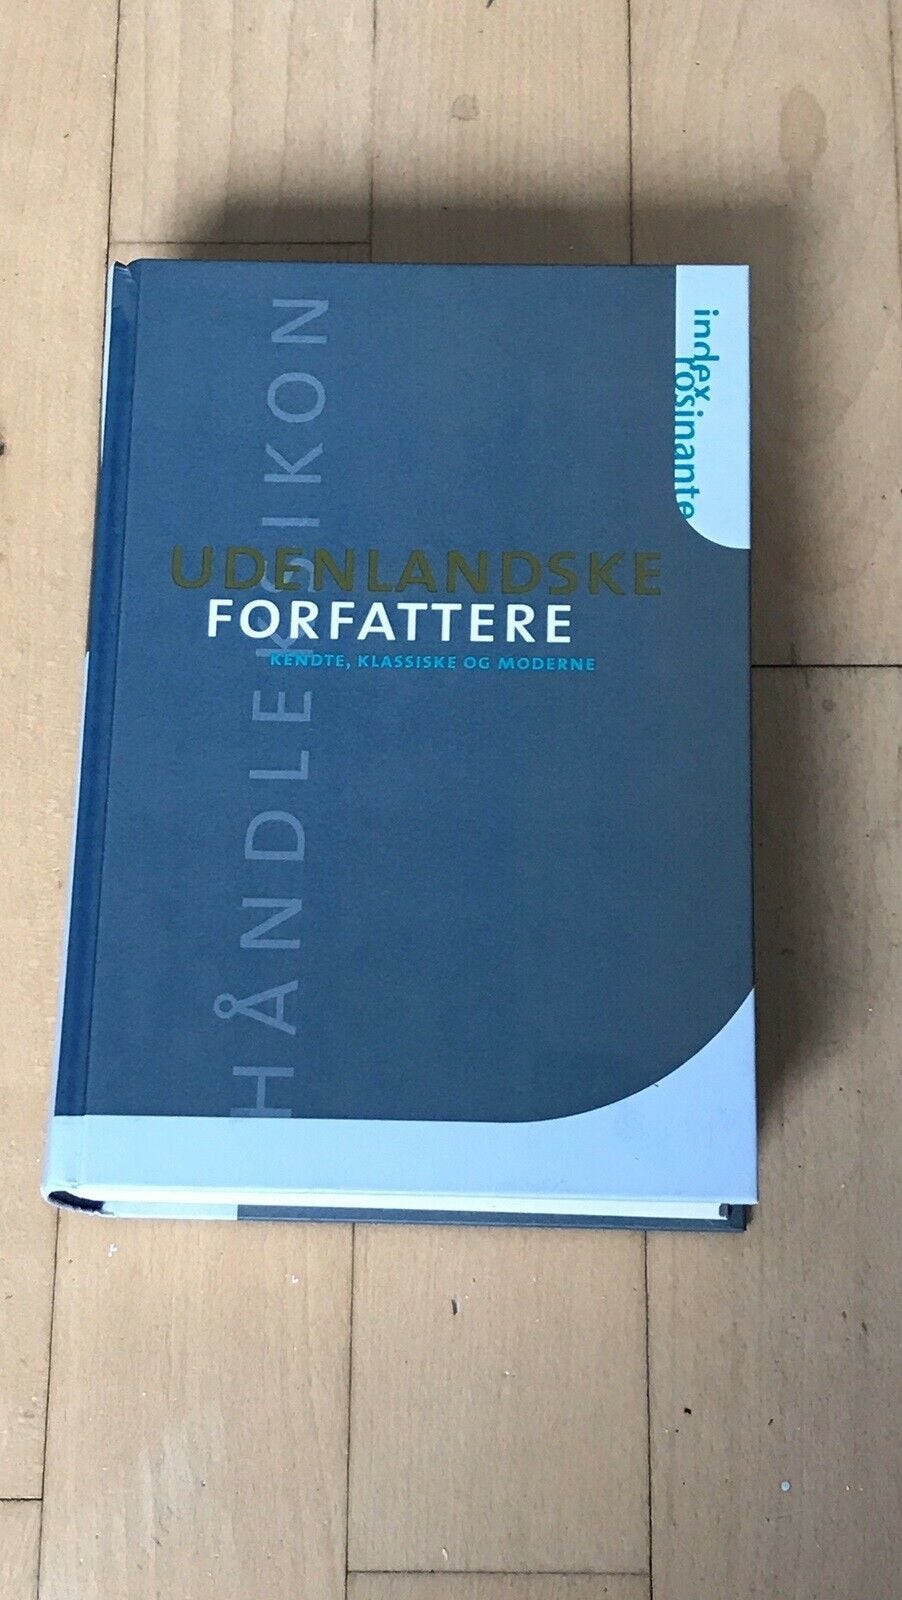 index
rosinante
HÅNDLEKSIKON
UDENLANDSKE
FORFATTERE
KENDTE, KLASSISKE OG MODERNE